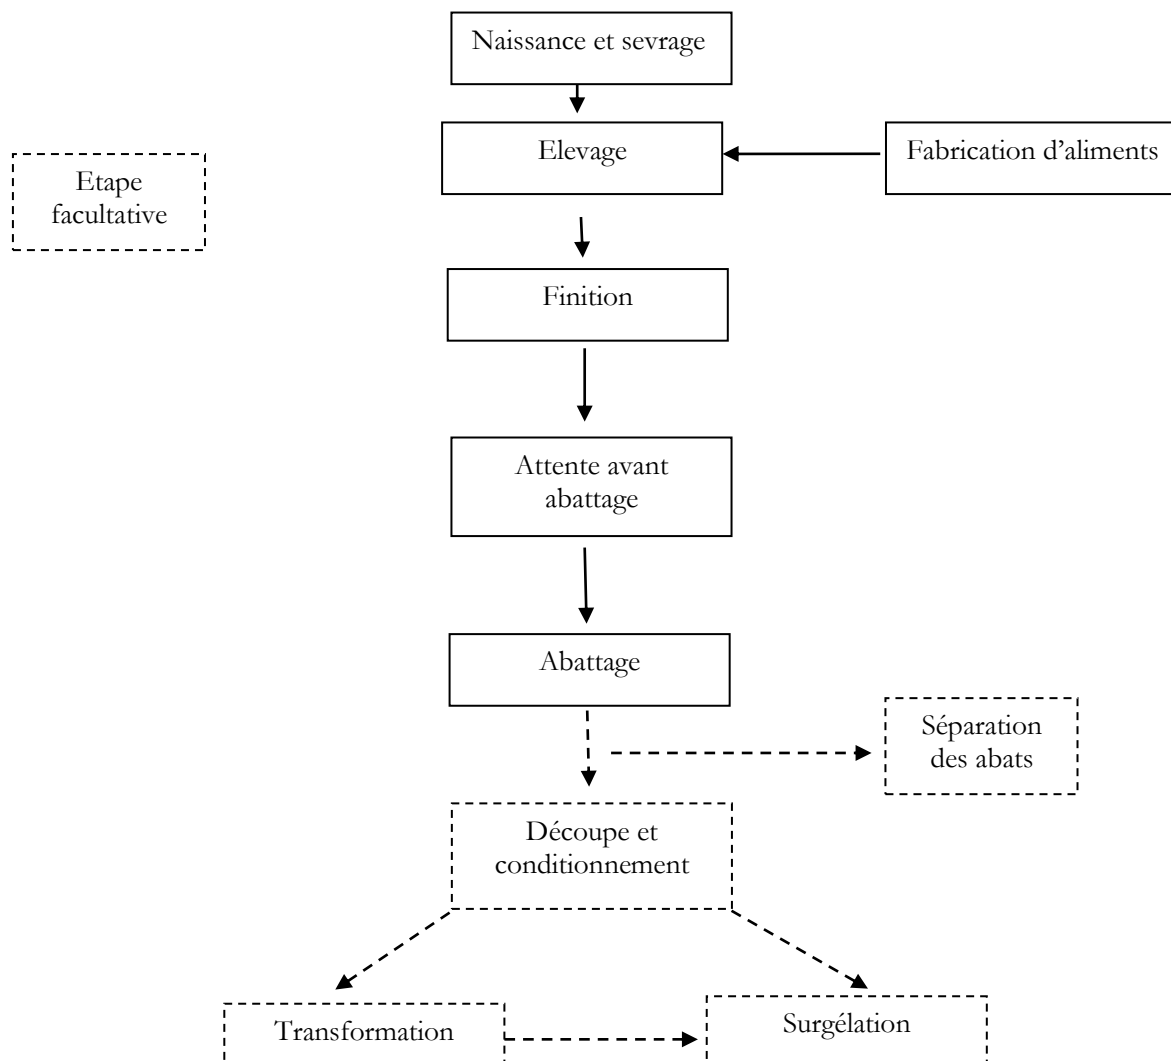 Naissance et sevrage
Elevage
Fabrication d’aliments
Etape
facultative
Finition
Attente avant
abattage
Abattage
Séparation
des abats
Découpe et
conditionnement
Transformation
Surgélation